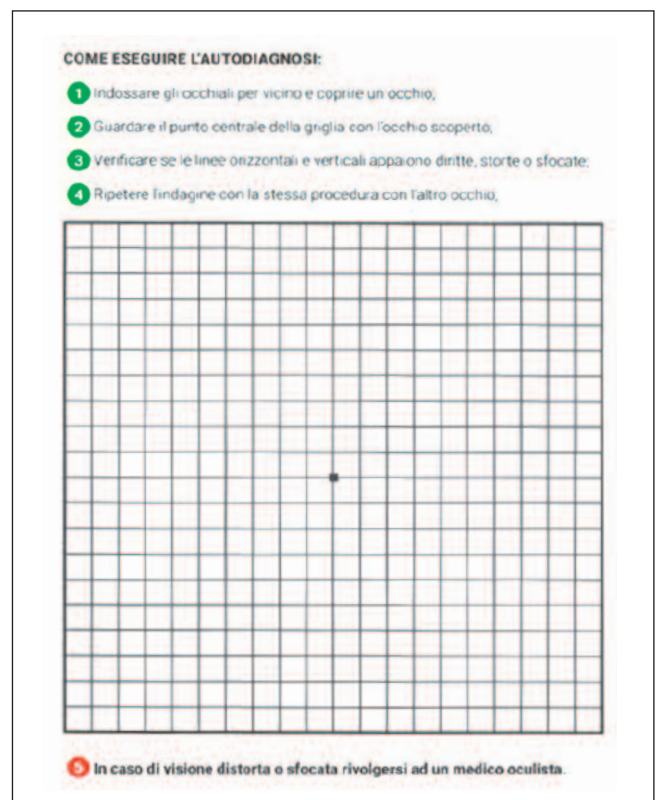 COME ESEGUIRE L'AUTODIAGNOSI:
1 Indossare gli occhiali per vicino e coprire un occhio,
2 Guardare il punto centrale della griglia con l'occhio scoperto,
3 Verificare se le linee orizzontali e verticali appaiono diritte, storte o sfocate;
4 Ripetere l'indagine con la stessa procedura con l'altro occhio,
5 In caso di visione distorta o sfocata rivolgersi ad un medico oculista.